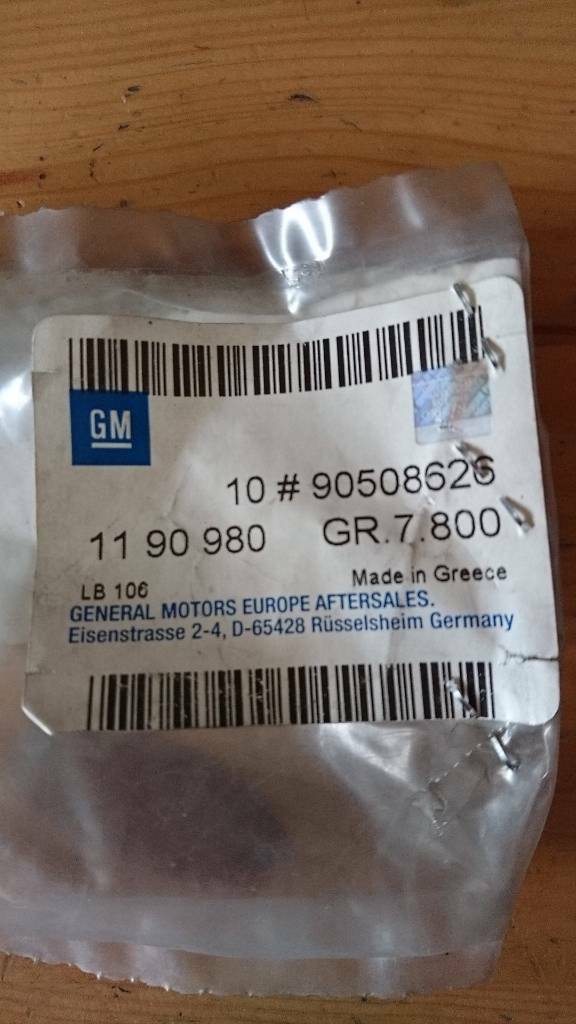 GM
10 # 90508626
11 90 980 GR.7.800
LB 106 Made in Greece
GENERAL MOTORS EUROPE AFTERSALES.
Eisenstrasse 2-4, D-65428 Rüsselsheim Germany